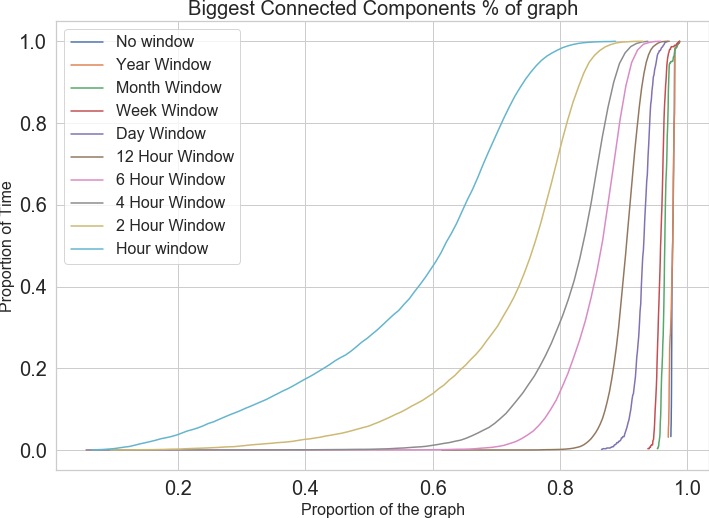 Biggest Connected Components % of graph
1.0
0.8
0.6
0.4
0.2
0.0
Proportion of Time
No window
Year Window
Month Window
Week Window
Day Window
12 Hour Window
6 Hour Window
4 Hour Window
2 Hour Window
Hour window
0.2
0.4
0.6
0.8
1.0
Proportion of the graph